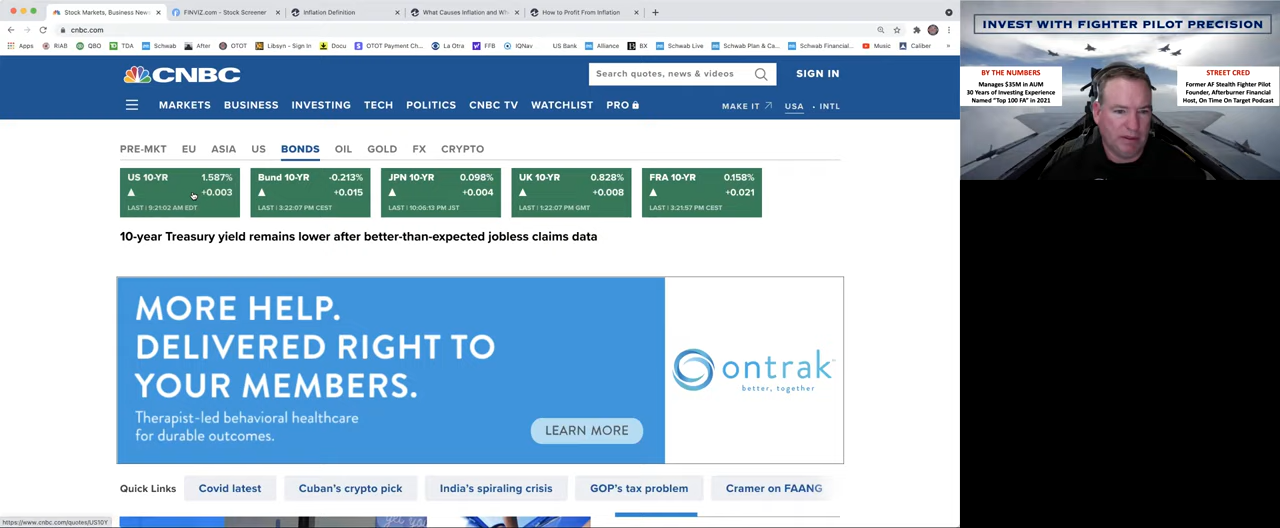 Stock Markets, Business News
FINVIZ.com - Stock Screener
Inflation Definition
What Causes Inflation and Wh
How to Profit From Inflation
cnbc.com
Apps RIAB QBO TDA Schwab After OTOT Libsyn - Sign In Docu OTOT Payment Ch... La Otra FFB IQNav US Bank Alliance BX Schwab Live Schwab Plan & Ca... Schwab Financial... Music Caliber
CNBC
Search quotes, news & videos
SIGN IN
MARKETS BUSINESS INVESTING TECH POLITICS CNBC TV WATCHLIST PRO
MAKE IT USA • INTL
PRE-MKT EU ASIA US BONDS OIL GOLD FX CRYPTO
US 10-YR 1.587%
+0.003
LAST | 9:21:02 AM EDT
Bund 10-YR -0.213%
+0.015
LAST | 3:22:07 PM CEST
JPN 10-YR 0.098%
+0.004
LAST | 10:06:13 PM JST
UK 10-YR 0.828%
+0.008
LAST | 1:22:07 PM GMT
FRA 10-YR 0.158%
+0.021
LAST | 3:21:57 PM CEST
10-year Treasury yield remains lower after better-than-expected jobless claims data
MORE HELP.
DELIVERED RIGHT TO
YOUR MEMBERS.
Therapist-led behavioral healthcare
for durable outcomes.
LEARN MORE
ontrak
better, together
Quick Links Covid latest Cuban's crypto pick India's spiraling crisis GOP's tax problem Cramer on FAANG
https://www.cnbc.com/quotes/US10Y
INVEST WITH FIGHTER PILOT PRECISION
BY THE NUMBERS
Manages $35M in AUM
30 Years of Investing Experience
Named "Top 100 FA" in 2021
STREET CRED
Former AF Stealth Fighter Pilot
Founder, Afterburner Financial
Host, On Time On Target Podcast